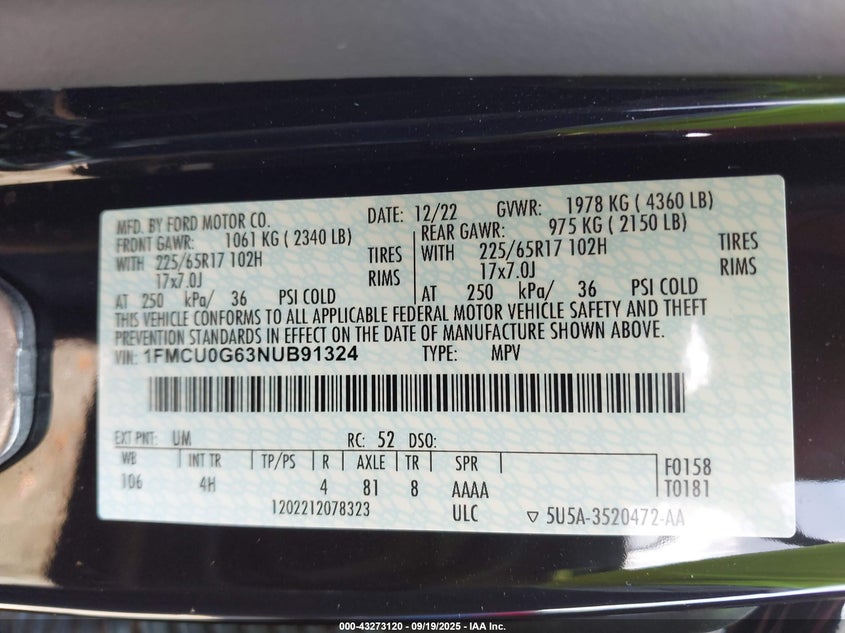 MFD. BY FORD MOTOR CO. DATE: 12/22 GVWR: 1978 KG ( 4360 LB)
FRONT GAWR: 1061 KG ( 2340 LB) REAR GAWR: 975 KG ( 2150 LB)
WITH 225/65R17 102H TIRES WITH 225/65R17 102H TIRES
17x7.0J RIMS 17x7.0J RIMS
AT 250 kPa/ 36 PSI COLD AT 250 kPa/ 36 PSI COLD
THIS VEHICLE CONFORMS TO ALL APPLICABLE FEDERAL MOTOR VEHICLE SAFETY AND THEFT
PREVENTION STANDARDS IN EFFECT ON THE DATE OF MANUFACTURE SHOWN ABOVE.
VIN: 1FMCU0G63NUB91324 TYPE: MPV
EXT PNT: UM RC: 52 DSO:
WB INT TR TP/PS R AXLE TR SPR F0158
106 4H 4 81 8 AAAA T0181
1202212078323 ULC ▽ 5U5A-3520472-AA
000-43273120 - 09/19/2025 - IAA Inc.